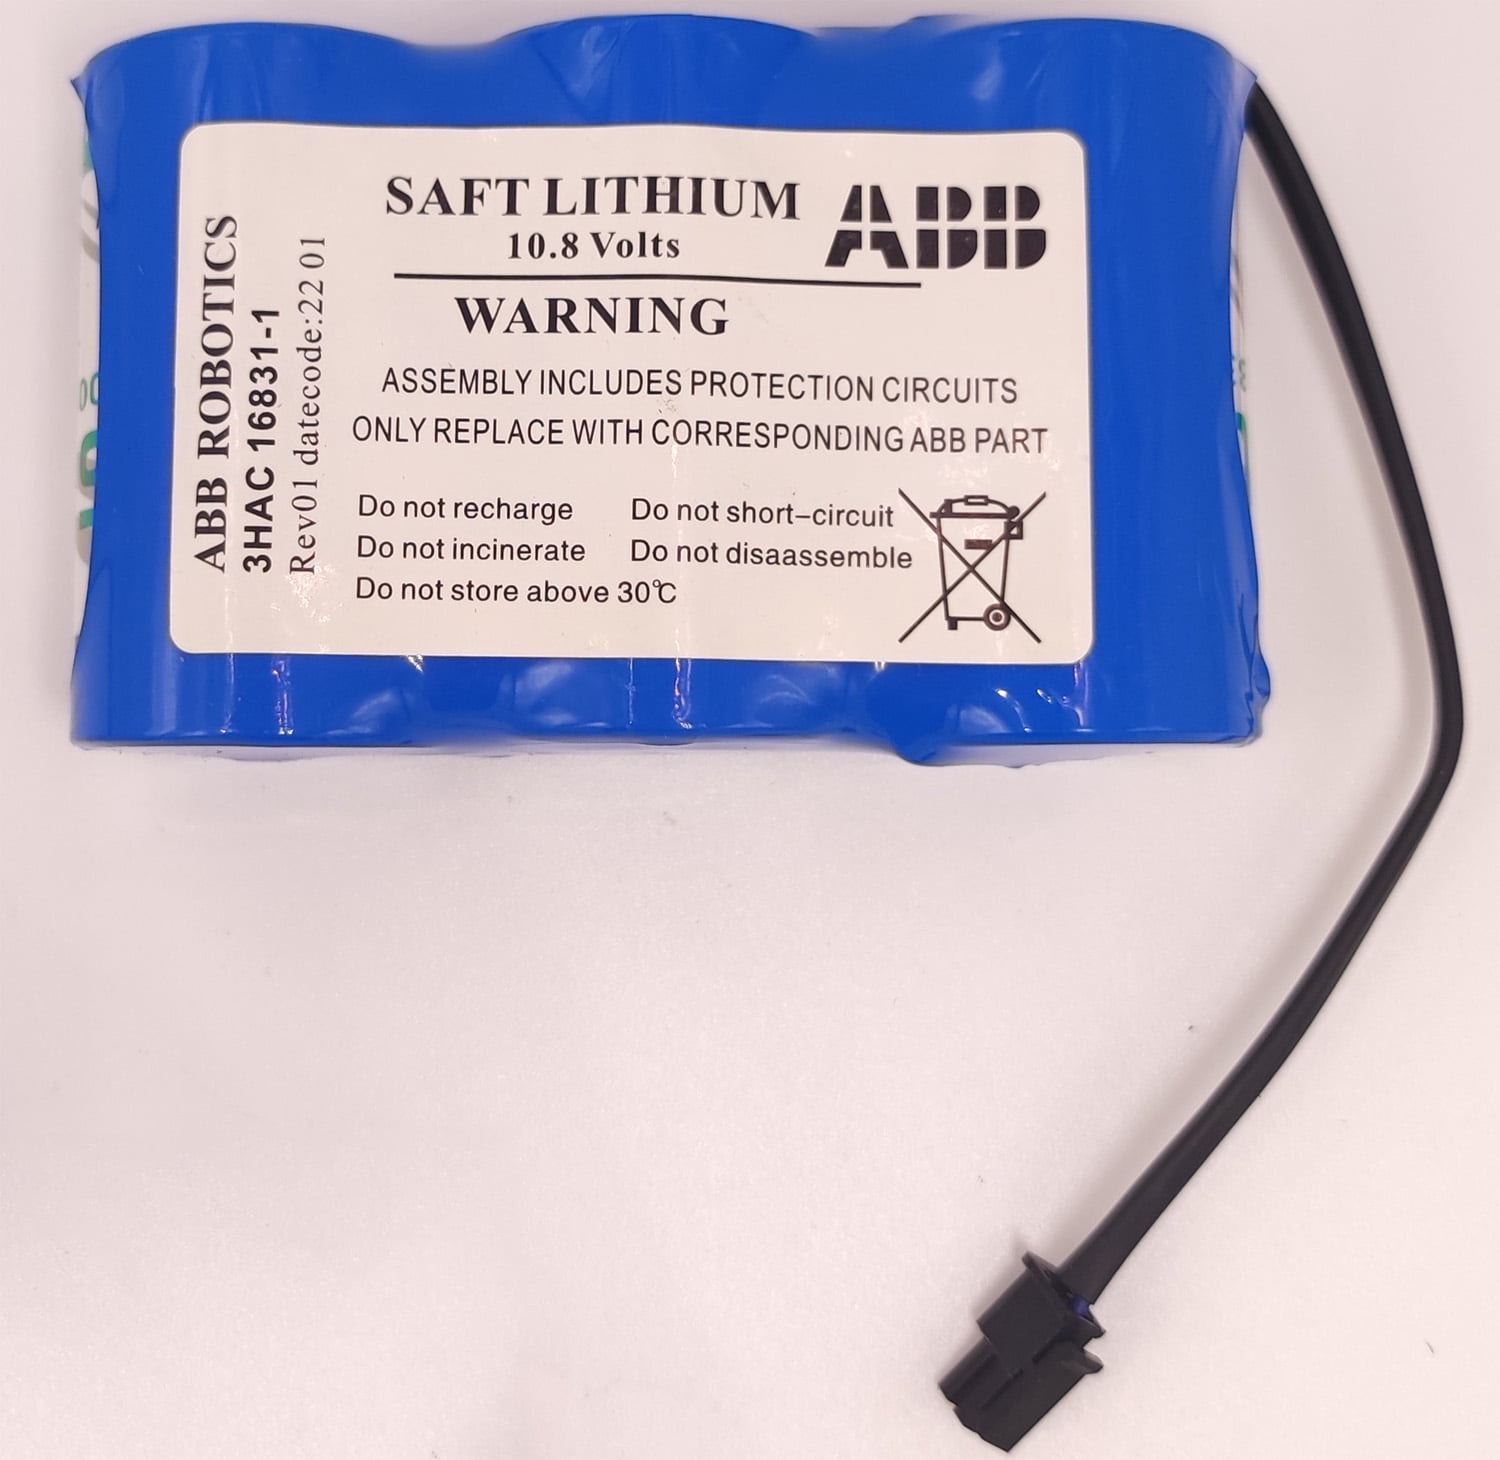 SAFT LITHIUM
10.8 Volts
ABB
WARNING
ASSEMBLY INCLUDES PROTECTION CIRCUITS
ONLY REPLACE WITH CORRESPONDING ABB PART
Do not recharge Do not short-circuit
Do not incinerate Do not disaassemble
Do not store above 30℃
ABB ROBOTICS
3HAC 16831-1
Rev01 datecode:22 01